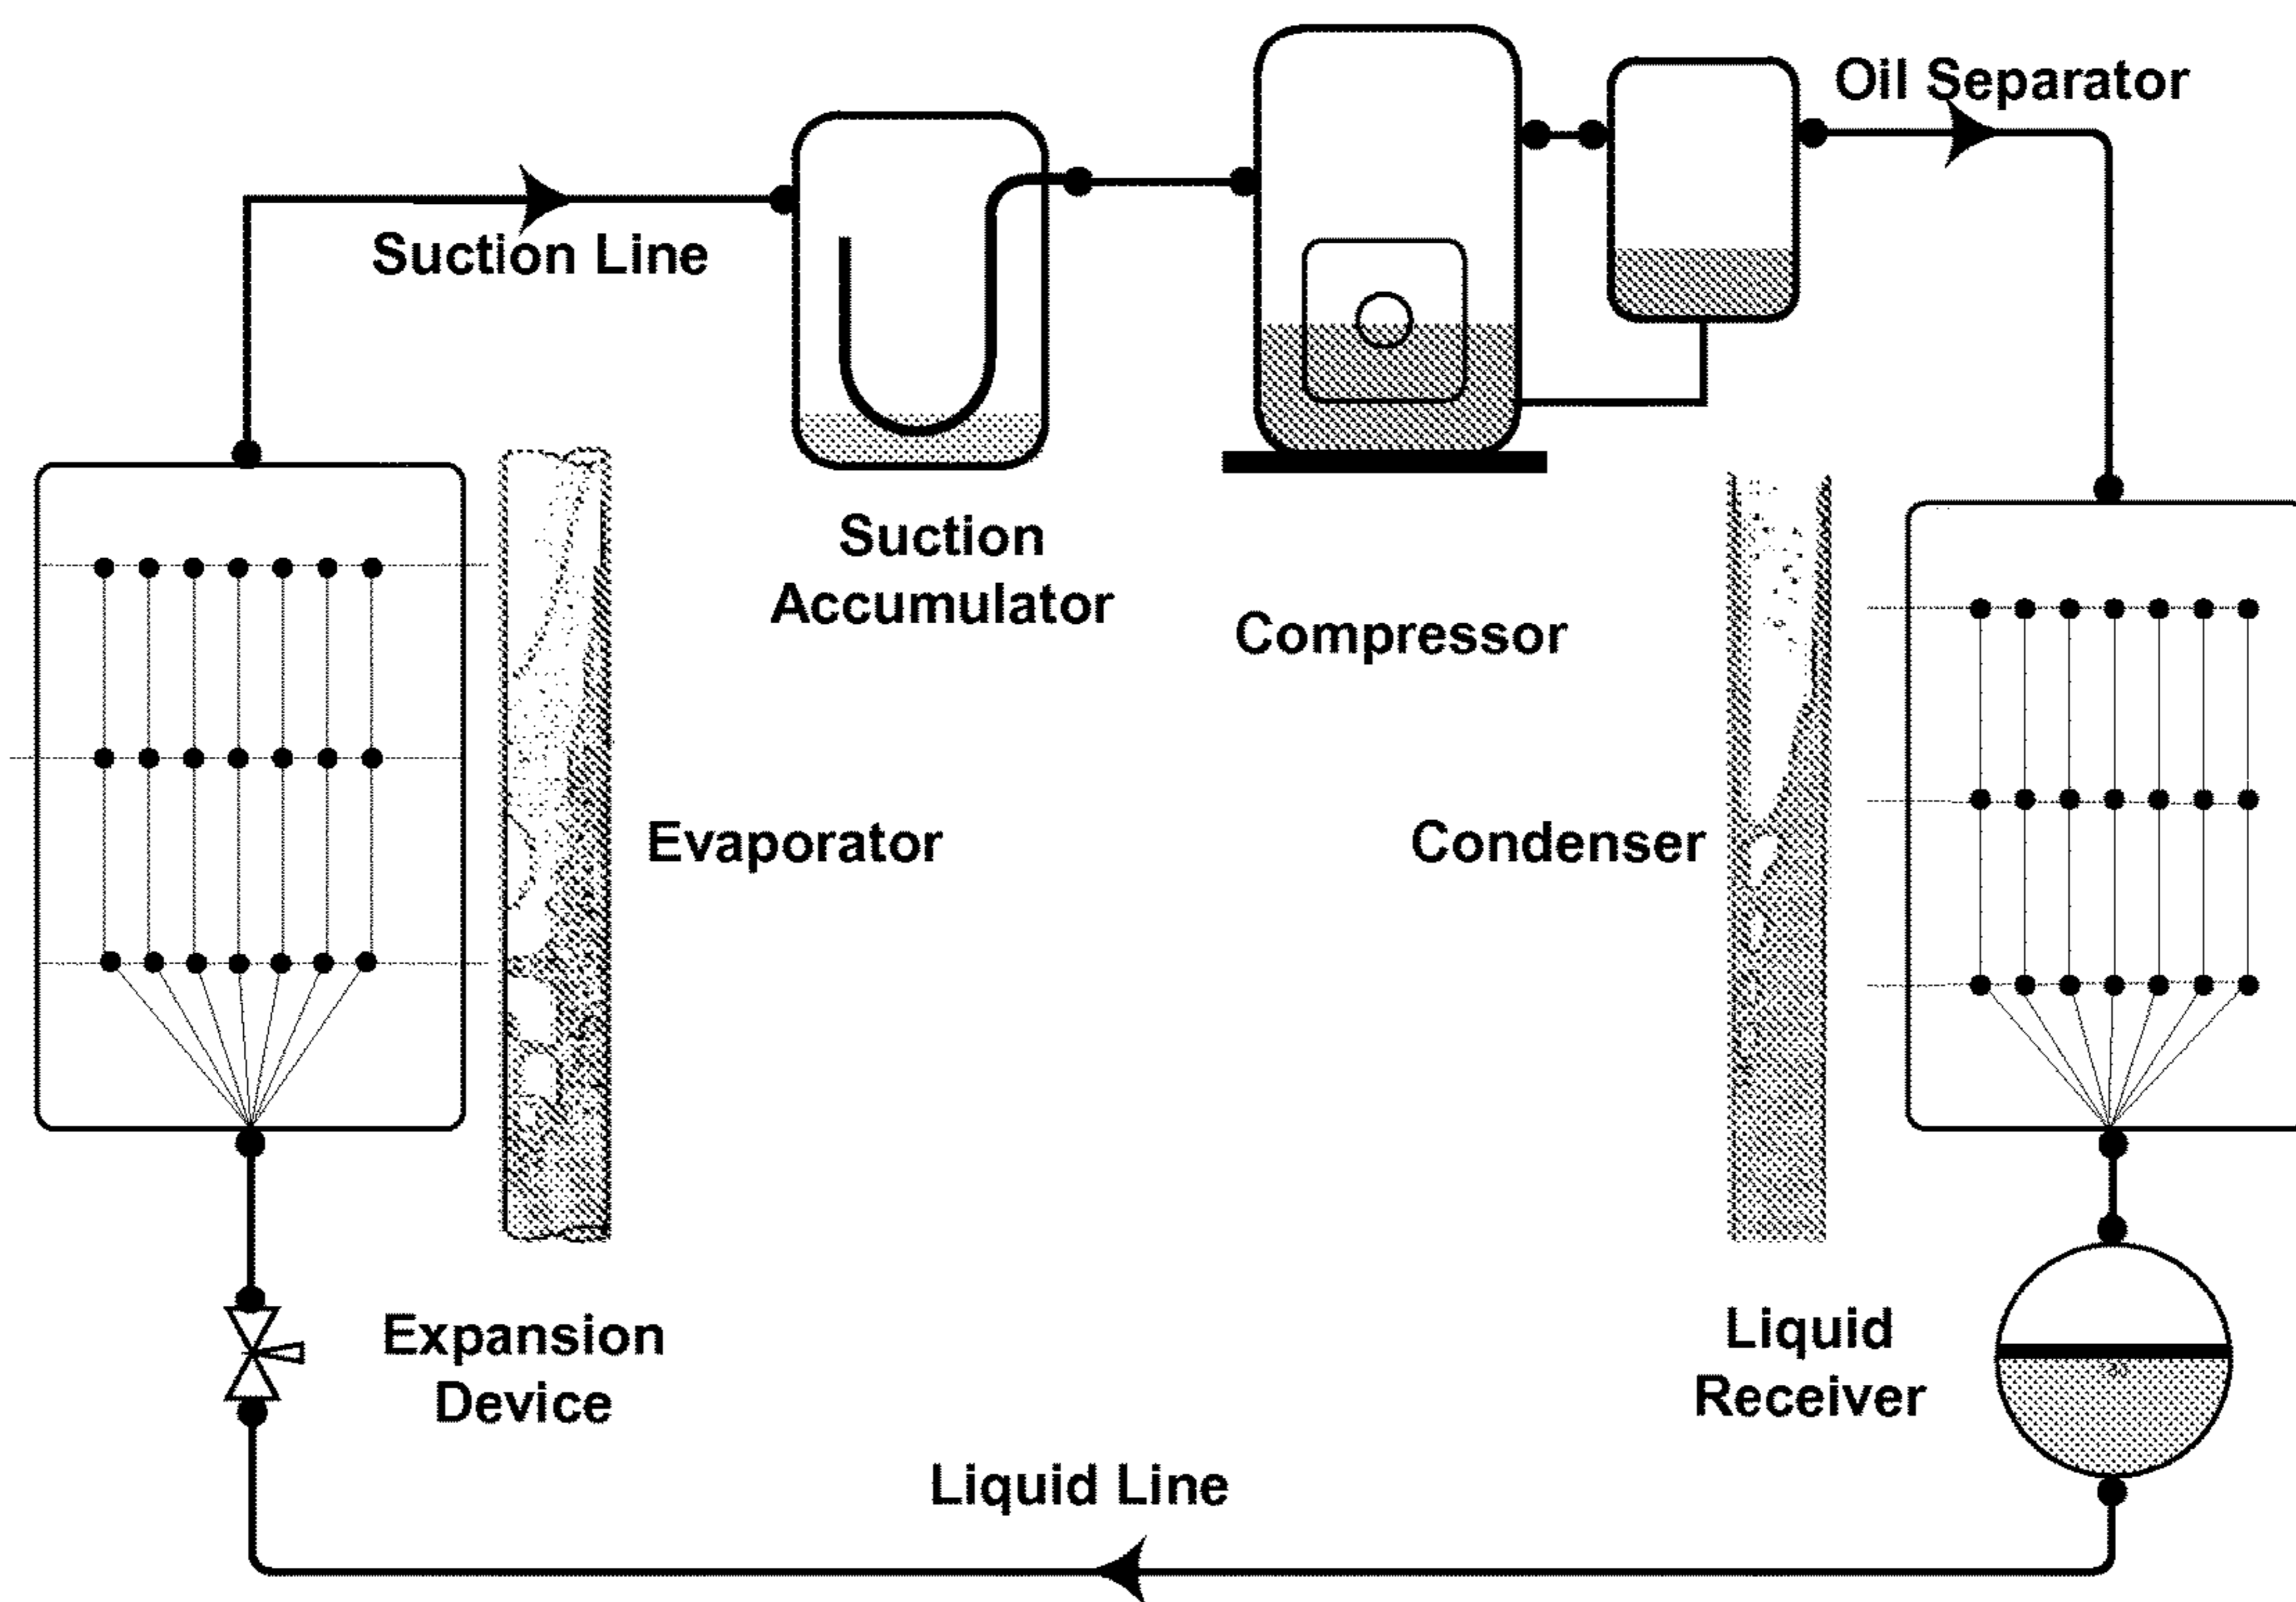 Oil Separator
Suction Line
Suction
Accumulator
Compressor
Evaporator
Condenser
Expansion
Device
Liquid
Receiver
Liquid Line